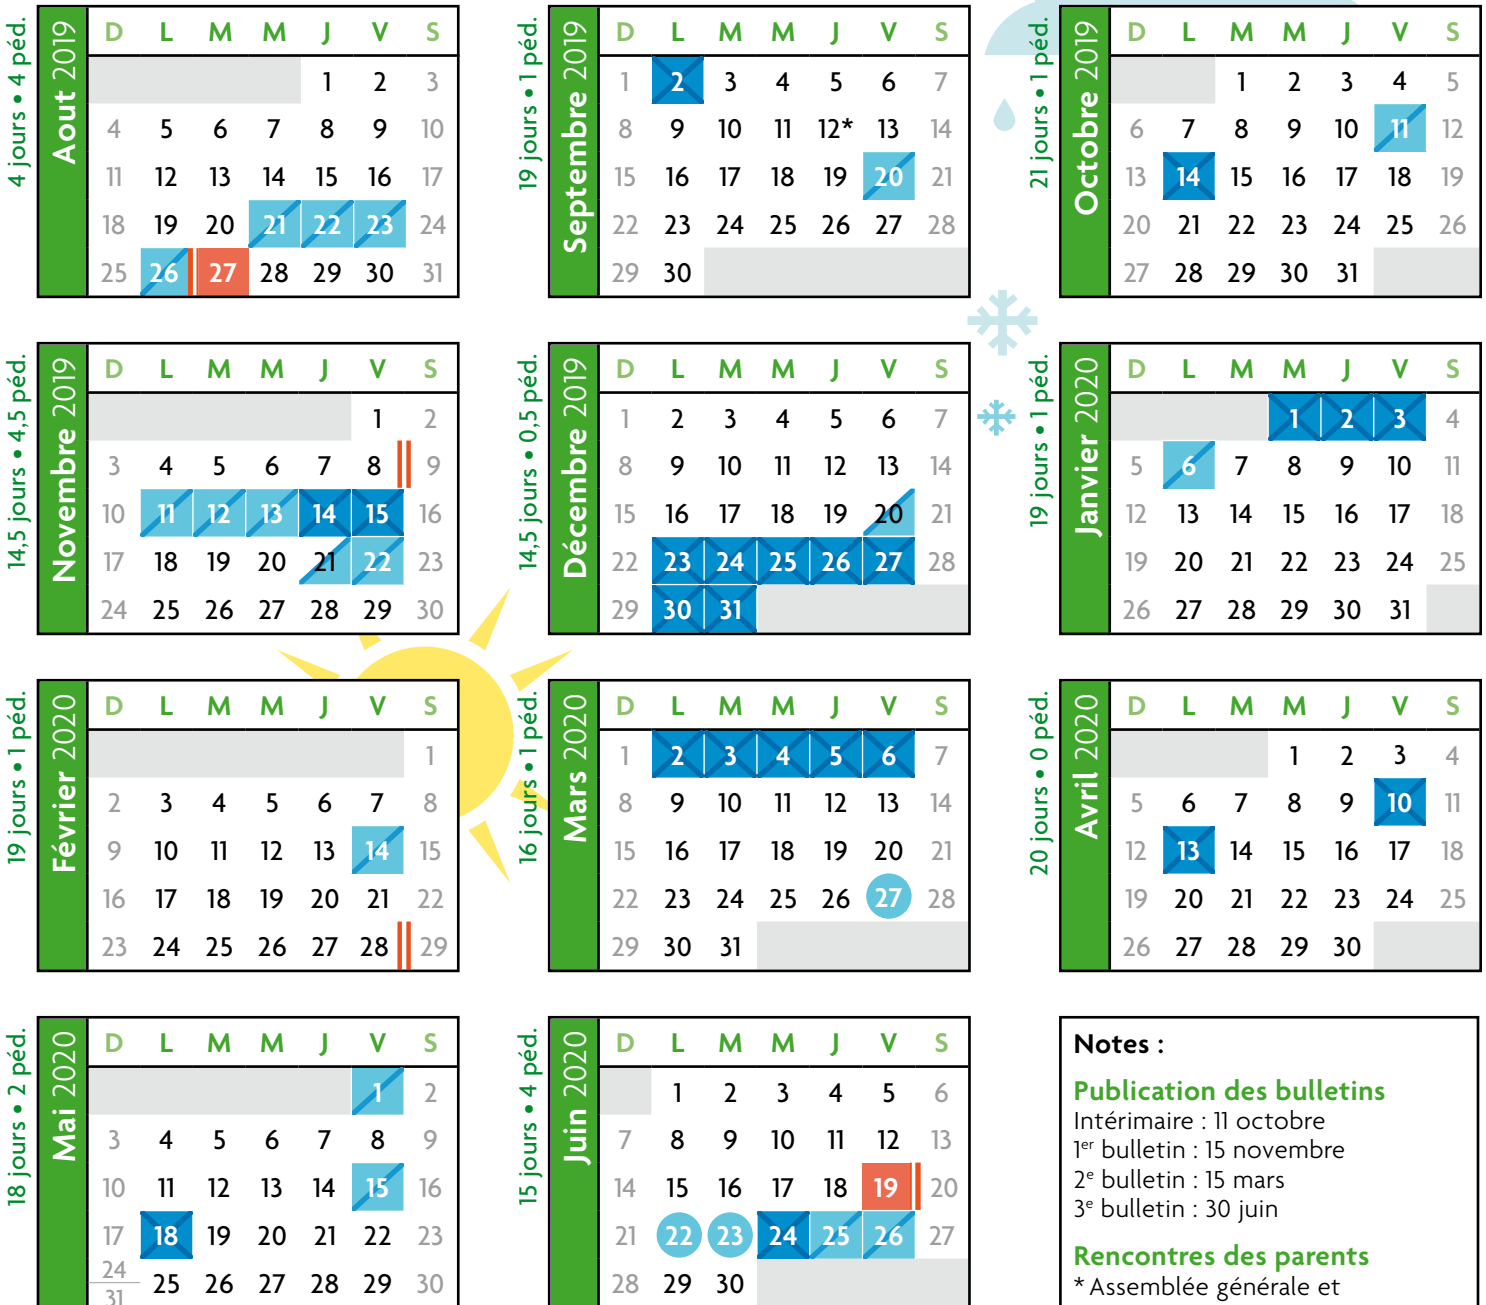 4 jours • 4 péd.
Aout 2019
D L M M J V S
1 2 3
4 5 6 7 8 9 10
11 12 13 14 15 16 17
18 19 20 21 22 23 24
25 26 27 28 29 30 31
19 jours • 1 péd.
Septembre 2019
D L M M J V S
1 2 3 4 5 6 7
8 9 10 11 12* 13 14
15 16 17 18 19 20 21
22 23 24 25 26 27 28
29 30
21 jours • 1 péd.
Octobre 2019
D L M M J V S
1 2 3 4 5
6 7 8 9 10 11 12
13 14 15 16 17 18 19
20 21 22 23 24 25 26
27 28 29 30 31
14,5 jours • 4,5 péd.
Novembre 2019
D L M M J V S
1 2
3 4 5 6 7 8 9
10 11 12 13 14 15 16
17 18 19 20 21 22 23
24 25 26 27 28 29 30
14,5 jours • 0,5 péd.
Décembre 2019
D L M M J V S
1 2 3 4 5 6 7
8 9 10 11 12 13 14
15 16 17 18 19 20 21
22 23 24 25 26 27 28
29 30 31
19 jours • 1 péd.
Janvier 2020
D L M M J V S
1 2 3 4
5 6 7 8 9 10 11
12 13 14 15 16 17 18
19 20 21 22 23 24 25
26 27 28 29 30 31
19 jours • 1 péd.
Février 2020
D L M M J V S
1
2 3 4 5 6 7 8
9 10 11 12 13 14 15
16 17 18 19 20 21 22
23 24 25 26 27 28 29
16 jours • 1 péd.
Mars 2020
D L M M J V S
1 2 3 4 5 6 7
8 9 10 11 12 13 14
15 16 17 18 19 20 21
22 23 24 25 26 27 28
29 30 31
20 jours • 0 péd.
Avril 2020
D L M M J V S
1 2 3 4
5 6 7 8 9 10 11
12 13 14 15 16 17 18
19 20 21 22 23 24 25
26 27 28 29 30
18 jours • 2 péd.
Mai 2020
D L M M J V S
1 2
3 4 5 6 7 8 9
10 11 12 13 14 15 16
17 18 19 20 21 22 23
24/31 25 26 27 28 29 30
15 jours • 4 péd.
Juin 2020
D L M M J V S
1 2 3 4 5 6
7 8 9 10 11 12 13
14 15 16 17 18 19 20
21 22 23 24 25 26 27
28 29 30
Notes :
Publication des bulletins
Intérimaire : 11 octobre
1er bulletin : 15 novembre
2e bulletin : 15 mars
3e bulletin : 30 juin
Rencontres des parents
* Assemblée générale et